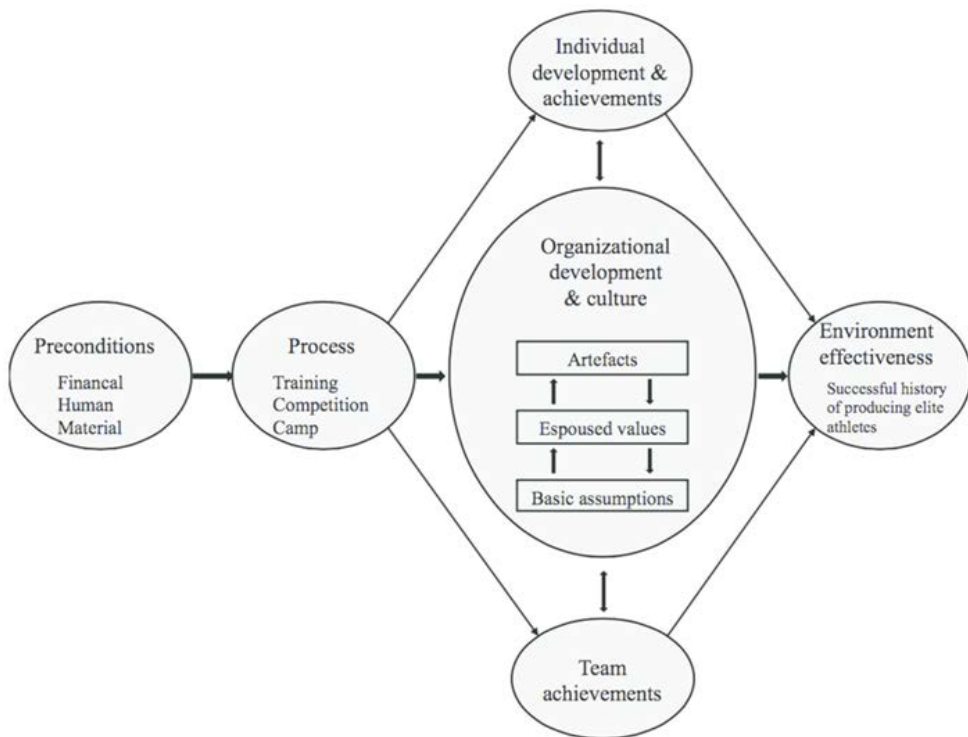 Individual
development &
achievements
Organizational
development
& culture
Artefacts
Espoused values
Basic assumptions
Preconditions
Financal
Human
Material
Process
Training
Competition
Camp
Environment
effectiveness
Successful history
of producing elite
athletes
Team
achievements